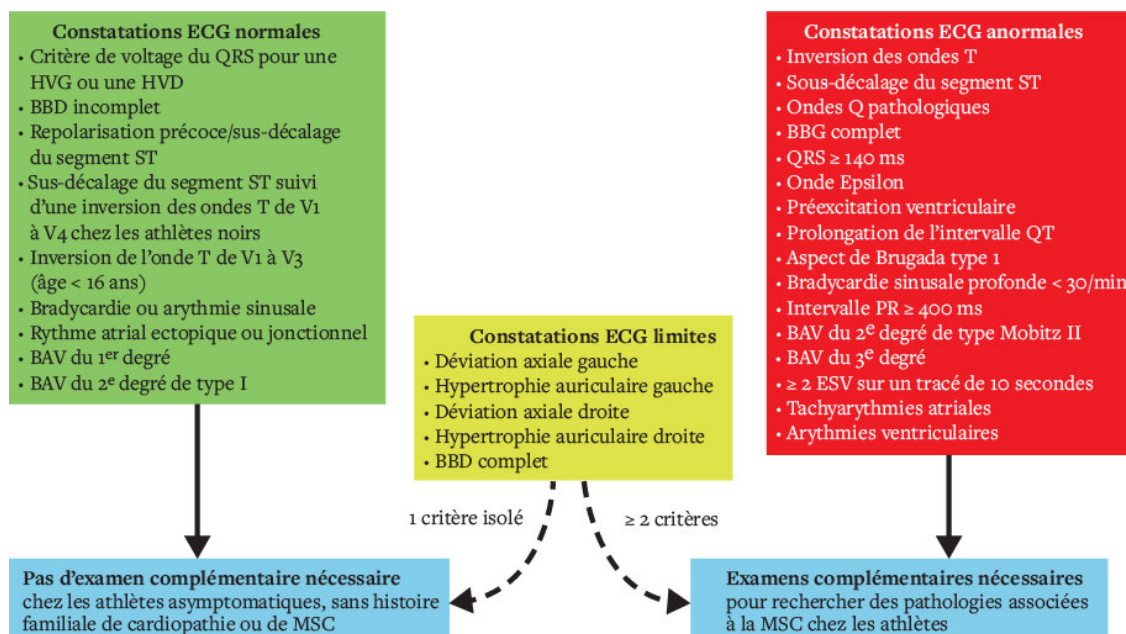 Constatations ECG normales
• Critère de voltage du QRS pour une
HVG ou une HVD
• BBD incomplet
• Repolarisation précoce/sus-décalage
du segment ST
• Sus-décalage du segment ST suivi
d'une inversion des ondes T de V1
à V4 chez les athlètes noirs
• Inversion de l'onde T de V1 à V3
(âge < 16 ans)
• Bradycardie ou arythmie sinusale
• Rythme atrial ectopique ou jonctionnel
• BAV du 1er degré
• BAV du 2e degré de type I
Constatations ECG limites
• Déviation axiale gauche
• Hypertrophie auriculaire gauche
• Déviation axiale droite
• Hypertrophie auriculaire droite
• BBD complet
Constatations ECG anormales
• Inversion des ondes T
• Sous-décalage du segment ST
• Ondes Q pathologiques
• BBG complet
• QRS ≥ 140 ms
• Onde Epsilon
• Préexcitation ventriculaire
• Prolongation de l'intervalle QT
• Aspect de Brugada type 1
• Bradycardie sinusale profonde < 30/min
• Intervalle PR ≥ 400 ms
• BAV du 2e degré de type Mobitz II
• BAV du 3e degré
• ≥ 2 ESV sur un tracé de 10 secondes
• Tachyarythmies atriales
• Arythmies ventriculaires
1 critère isolé
≥ 2 critères
Pas d'examen complémentaire nécessaire
chez les athlètes asymptomatiques, sans histoire
familiale de cardiopathie ou de MSC
Examens complémentaires nécessaires
pour rechercher des pathologies associées
à la MSC chez les athlètes